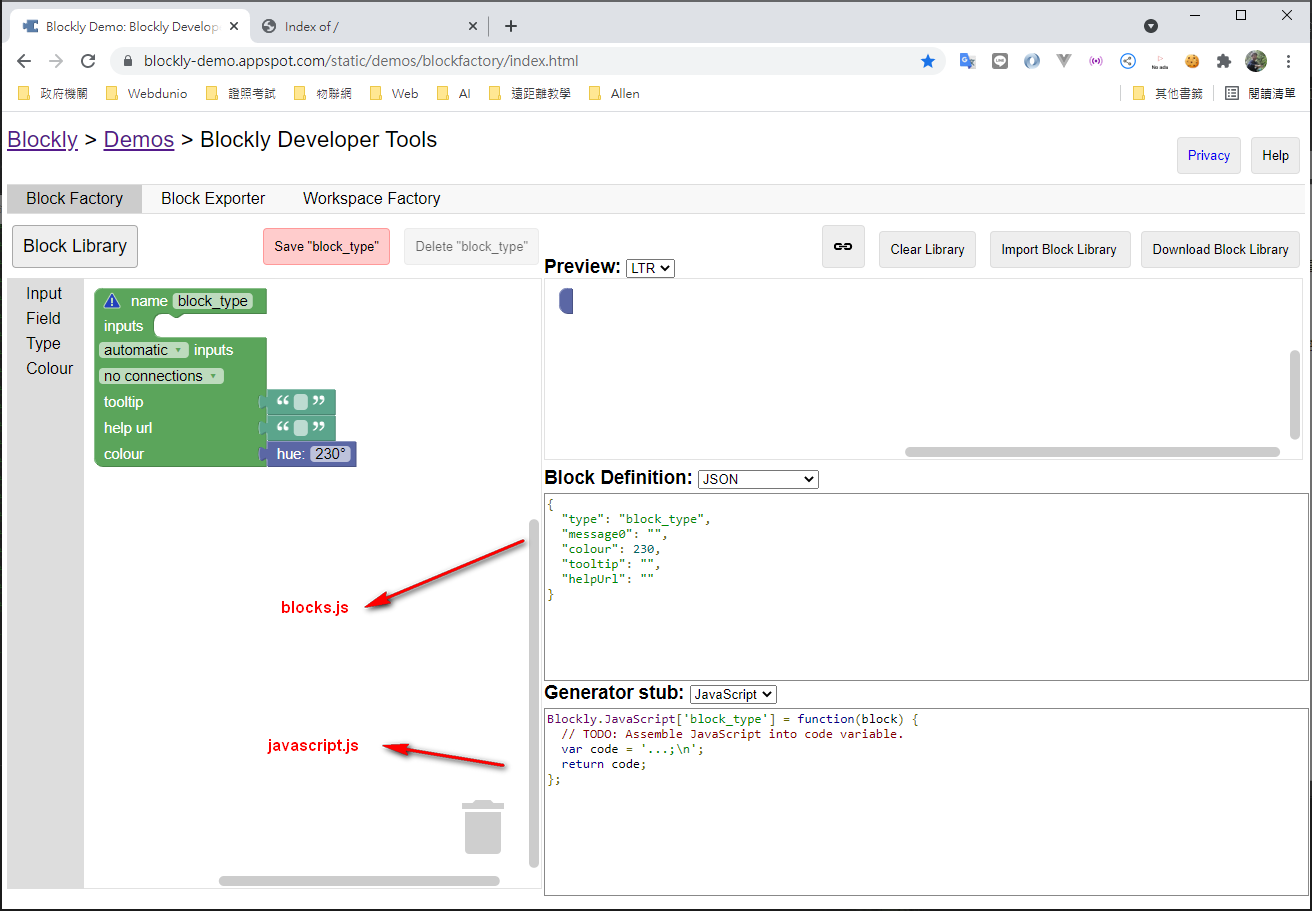 Blockly Demo: Blockly Develop
Index of /
blockly-demo.appspot.com/static/demos/blockfactory/index.html
No ads
政府機關 Webdunio 證照考試 物聯網 Web AI 遠距離教學 Allen 其他書籤 閱讀清單
Blockly > Demos > Blockly Developer Tools
Privacy Help
Block Factory Block Exporter Workspace Factory
Block Library Save "block_type" Delete "block_type" Clear Library Import Block Library Download Block Library
Preview: LTR
Input
Field
Type
Colour
name block_type
inputs
automatic inputs
no connections
tooltip “ ”
help url “ ”
colour hue: 230°
blocks.js
javascript.js
Block Definition: JSON
{
"type": "block_type",
"message0": "",
"colour": 230,
"tooltip": "",
"helpUrl": ""
}
Generator stub: JavaScript
Blockly.JavaScript['block_type'] = function(block) {
// TODO: Assemble JavaScript into code variable.
var code = '...;\n';
return code;
};